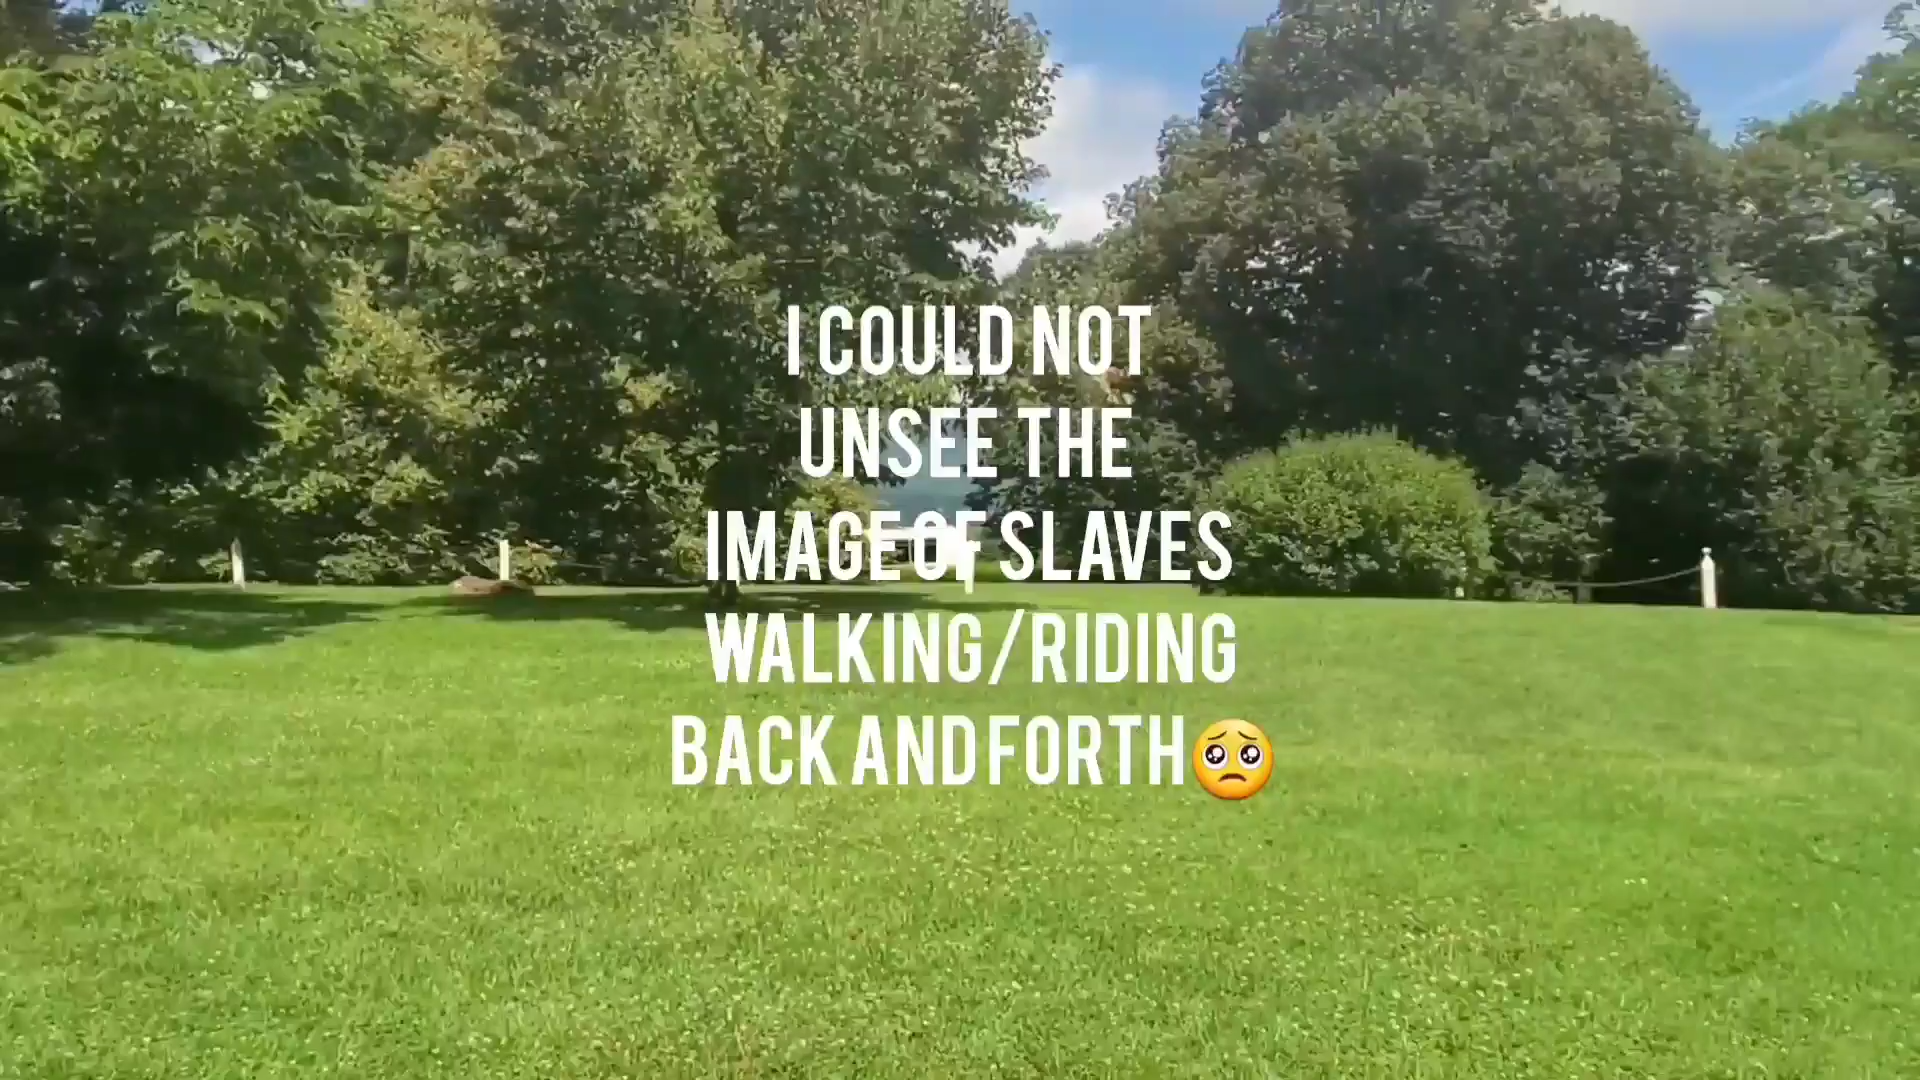 I COULD NOT
UNSEE THE
IMAGE OF SLAVES
WALKING/RIDING
BACK AND FORTH🥺